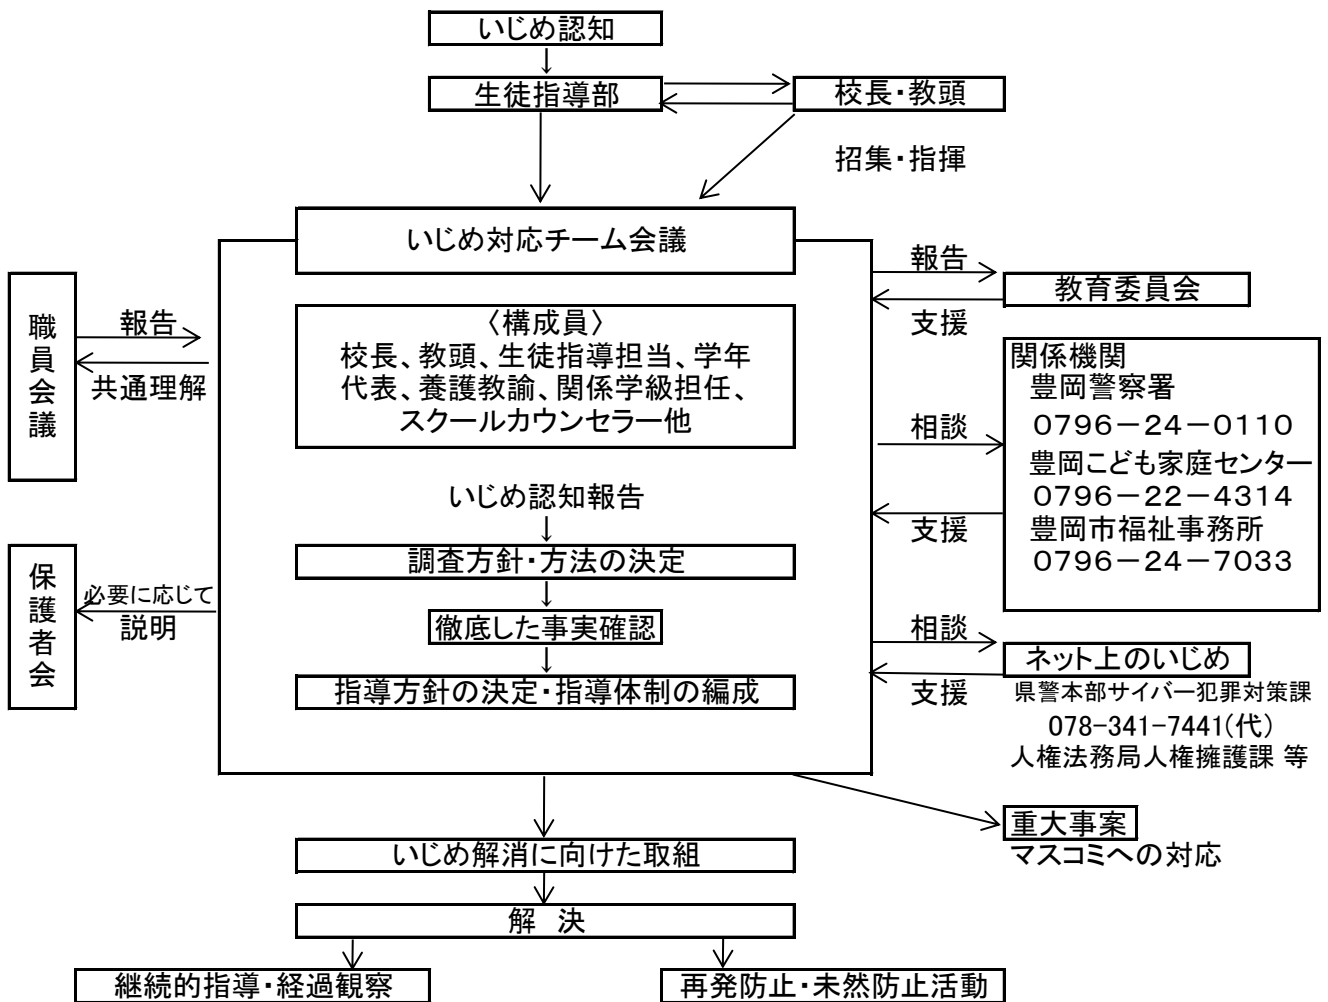 いじめ認知
生徒指導部
校長・教頭
招集・指揮
いじめ対応チーム会議
〈構成員〉
校長、教頭、生徒指導担当、学年
代表、養護教諭、関係学級担任、
スクールカウンセラー他
いじめ認知報告
調査方針・方法の決定
徹底した事実確認
指導方針の決定・指導体制の編成
職員会議
報告
共通理解
保護者会
必要に応じて
説明
報告
教育委員会
支援
関係機関
豊岡警察署
0796－24－0110
豊岡こども家庭センター
0796－22－4314
豊岡市福祉事務所
0796－24－7033
相談
支援
相談
ネット上のいじめ
支援
県警本部サイバー犯罪対策課
078-341-7441(代)
人権法務局人権擁護課 等
重大事案
マスコミへの対応
いじめ解消に向けた取組
解 決
継続的指導・経過観察
再発防止・未然防止活動